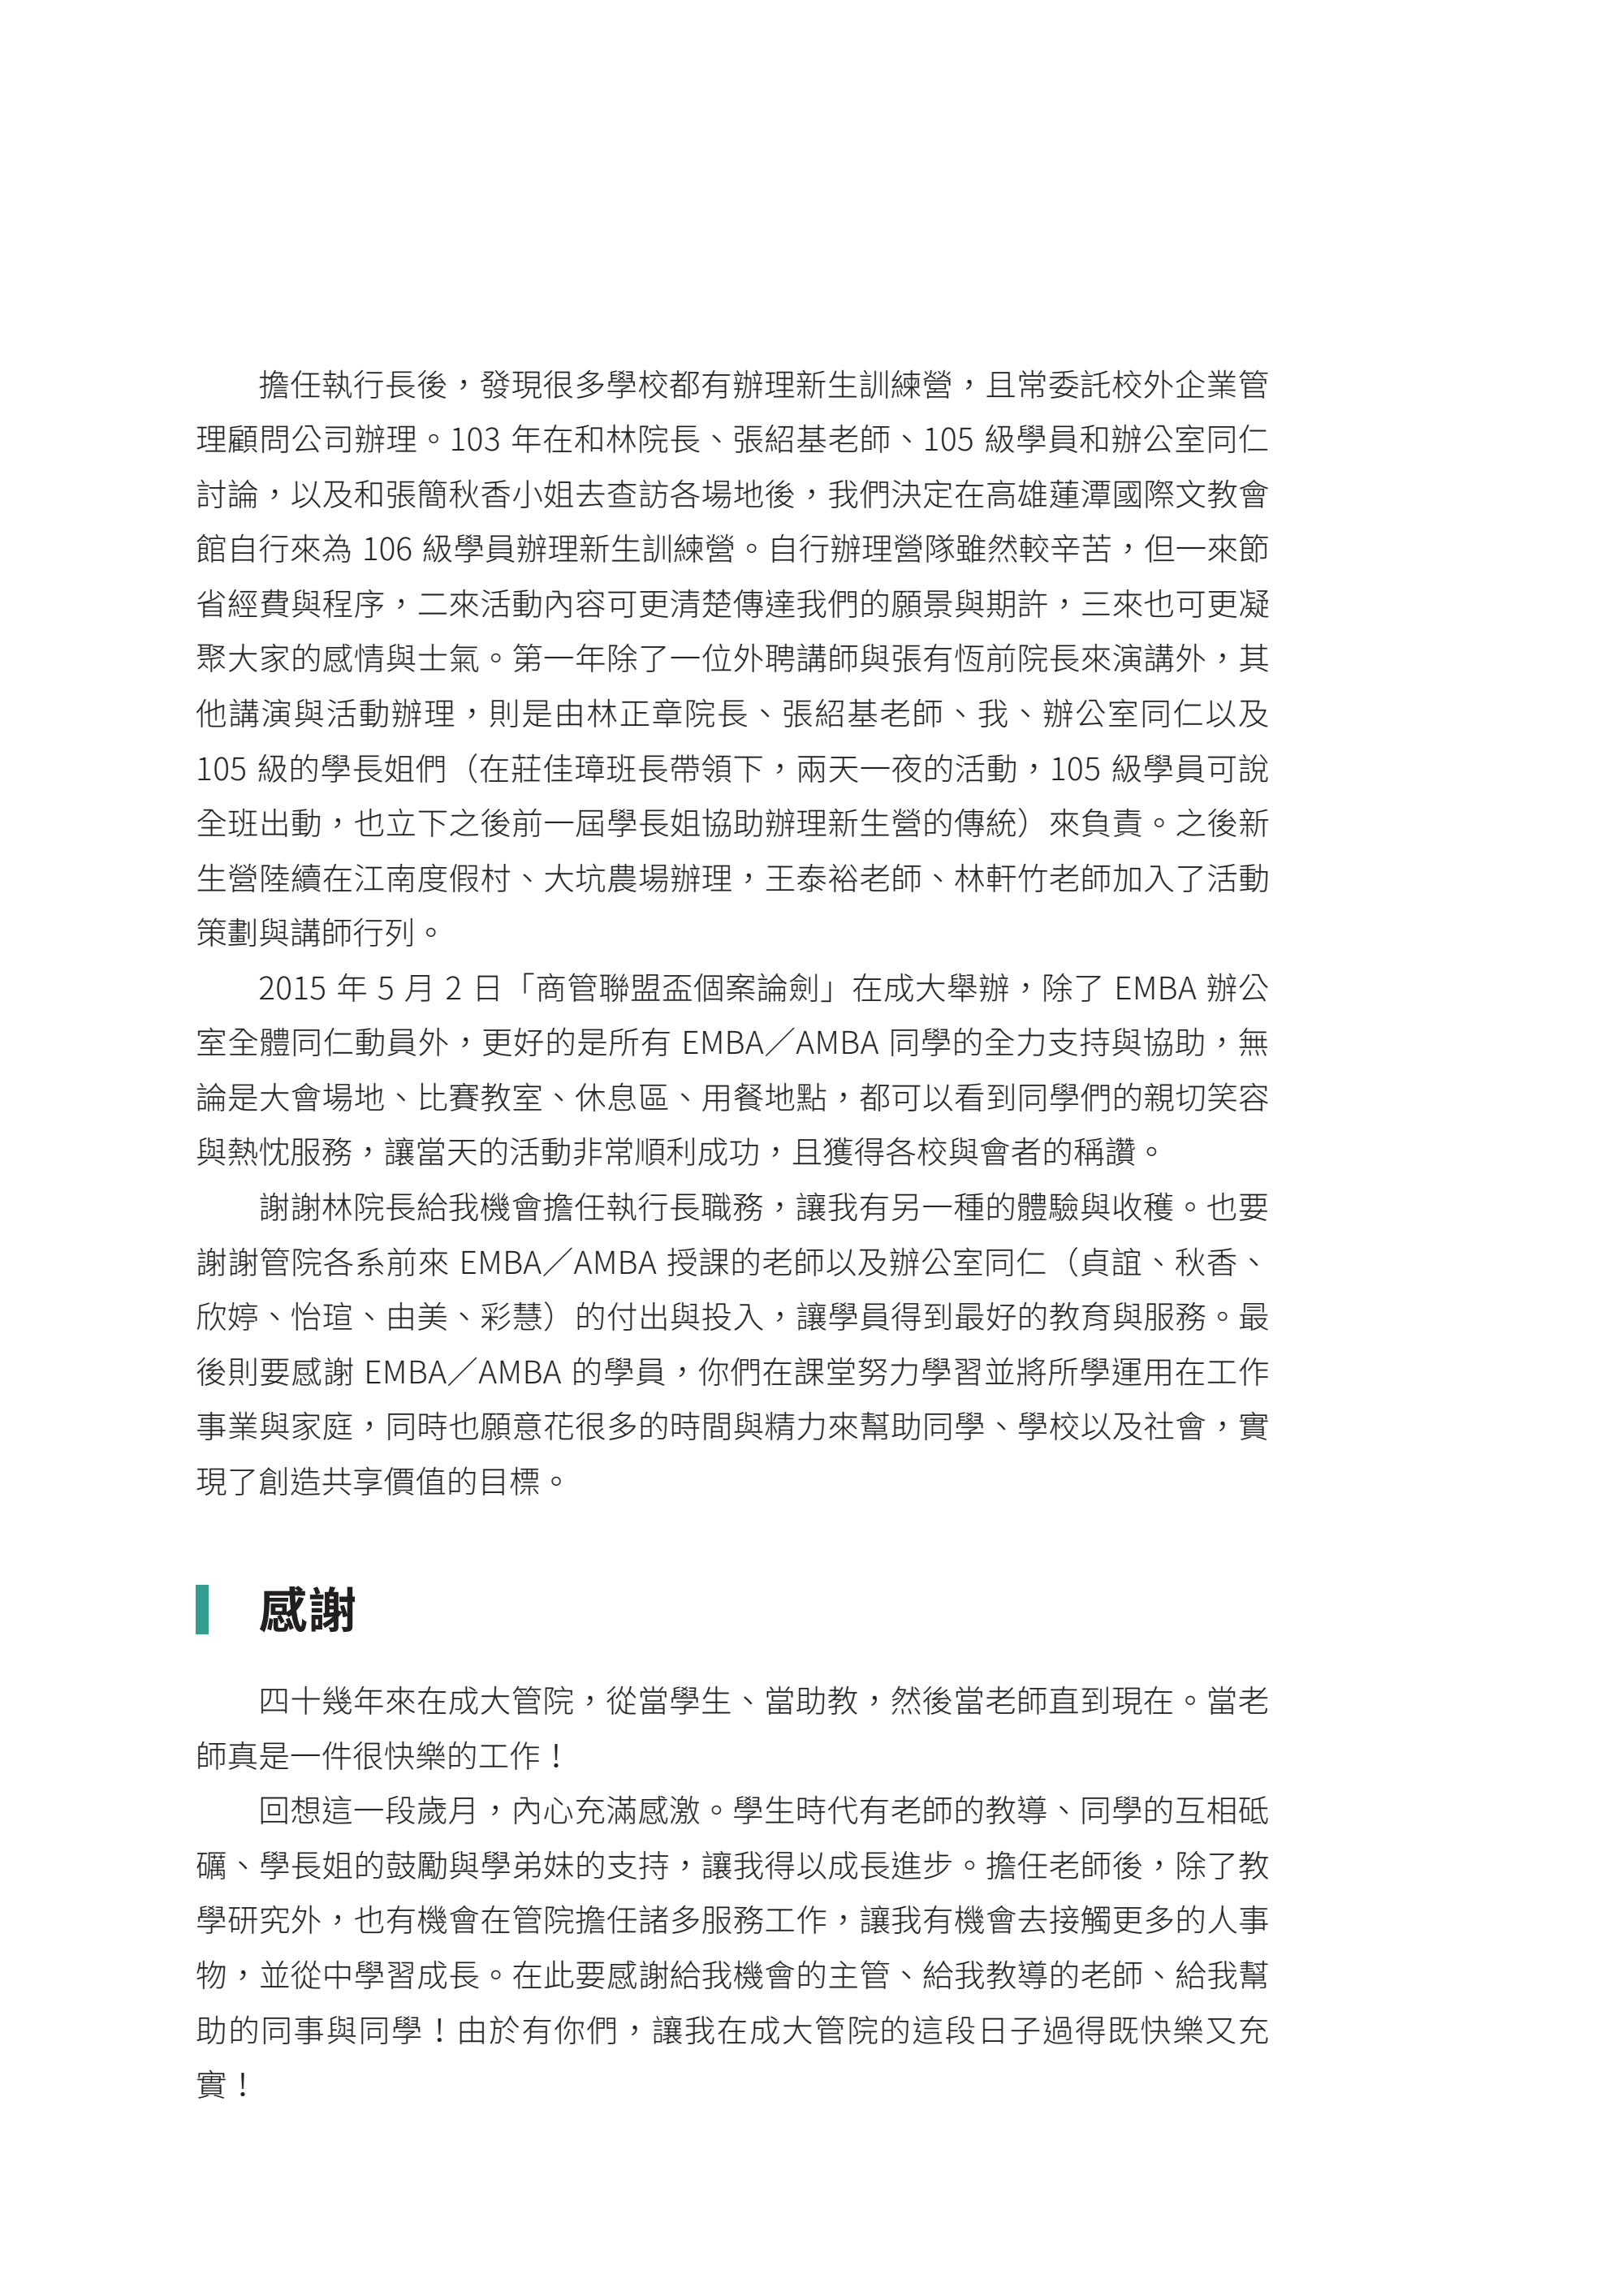 擔任執行長後，發現很多學校都有辦理新生訓練營，且常委託校外企業管
理顧問公司辦理。103 年在和林院長、張紹基老師、105 級學員和辦公室同仁
討論，以及和張簡秋香小姐去查訪各場地後，我們決定在高雄蓮潭國際文教會
館自行來為 106 級學員辦理新生訓練營。自行辦理營隊雖然較辛苦，但一來節
省經費與程序，二來活動內容可更清楚傳達我們的願景與期許，三來也可更凝
聚大家的感情與士氣。第一年除了一位外聘講師與張有恆前院長來演講外，其
他講演與活動辦理，則是由林正章院長、張紹基老師、我、辦公室同仁以及
105 級的學長姐們（在莊佳璋班長帶領下，兩天一夜的活動，105 級學員可說
全班出動，也立下之後前一屆學長姐協助辦理新生營的傳統）來負責。之後新
生營陸續在江南度假村、大坑農場辦理，王泰裕老師、林軒竹老師加入了活動
策劃與講師行列。
2015 年 5 月 2 日「商管聯盟盃個案論劍」在成大舉辦，除了 EMBA 辦公
室全體同仁動員外，更好的是所有 EMBA／AMBA 同學的全力支持與協助，無
論是大會場地、比賽教室、休息區、用餐地點，都可以看到同學們的親切笑容
與熱忱服務，讓當天的活動非常順利成功，且獲得各校與會者的稱讚。
謝謝林院長給我機會擔任執行長職務，讓我有另一種的體驗與收穫。也要
謝謝管院各系前來 EMBA／AMBA 授課的老師以及辦公室同仁（貞誼、秋香、
欣婷、怡瑄、由美、彩慧）的付出與投入，讓學員得到最好的教育與服務。最
後則要感謝 EMBA／AMBA 的學員，你們在課堂努力學習並將所學運用在工作
事業與家庭，同時也願意花很多的時間與精力來幫助同學、學校以及社會，實
現了創造共享價值的目標。
感謝
四十幾年來在成大管院，從當學生、當助教，然後當老師直到現在。當老
師真是一件很快樂的工作！
回想這一段歲月，內心充滿感激。學生時代有老師的教導、同學的互相砥
礪、學長姐的鼓勵與學弟妹的支持，讓我得以成長進步。擔任老師後，除了教
學研究外，也有機會在管院擔任諸多服務工作，讓我有機會去接觸更多的人事
物，並從中學習成長。在此要感謝給我機會的主管、給我教導的老師、給我幫
助的同事與同學！由於有你們，讓我在成大管院的這段日子過得既快樂又充
實！